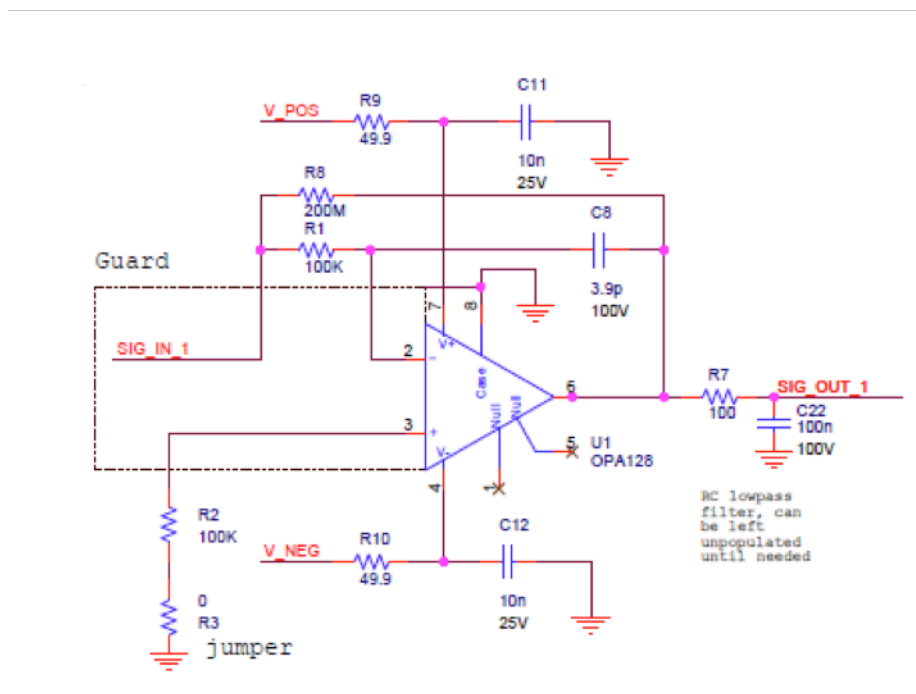 C11
V_POS
R9
49.9
10n
25V
R8
200M
C8
R1
100K
Guard
3.9p
100V
7
8
V+
SIG_IN_1
2
-
Case
6
R7
SIG_OUT_1
100
C22
100n
100V
3
+
Null
Null
V-
5
U1
OPA128
4
1
RC lowpass
filter, can
be left
unpopulated
until needed
R2
100K
C12
R10
V_NEG
49.9
10n
25V
0
R3
jumper